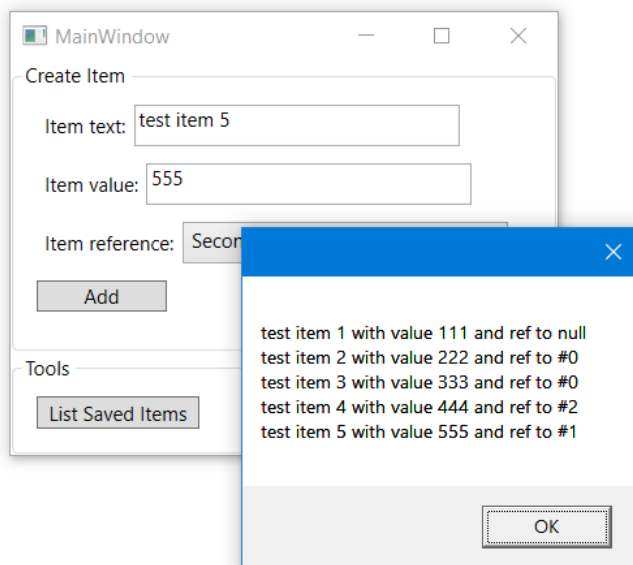 MainWindow
Create Item
Item text: test item 5
Item value: 555
Item reference:
Add
Tools
List Saved Items
test item 1 with value 111 and ref to null
test item 2 with value 222 and ref to #0
test item 3 with value 333 and ref to #0
test item 4 with value 444 and ref to #2
test item 5 with value 555 and ref to #1
OK